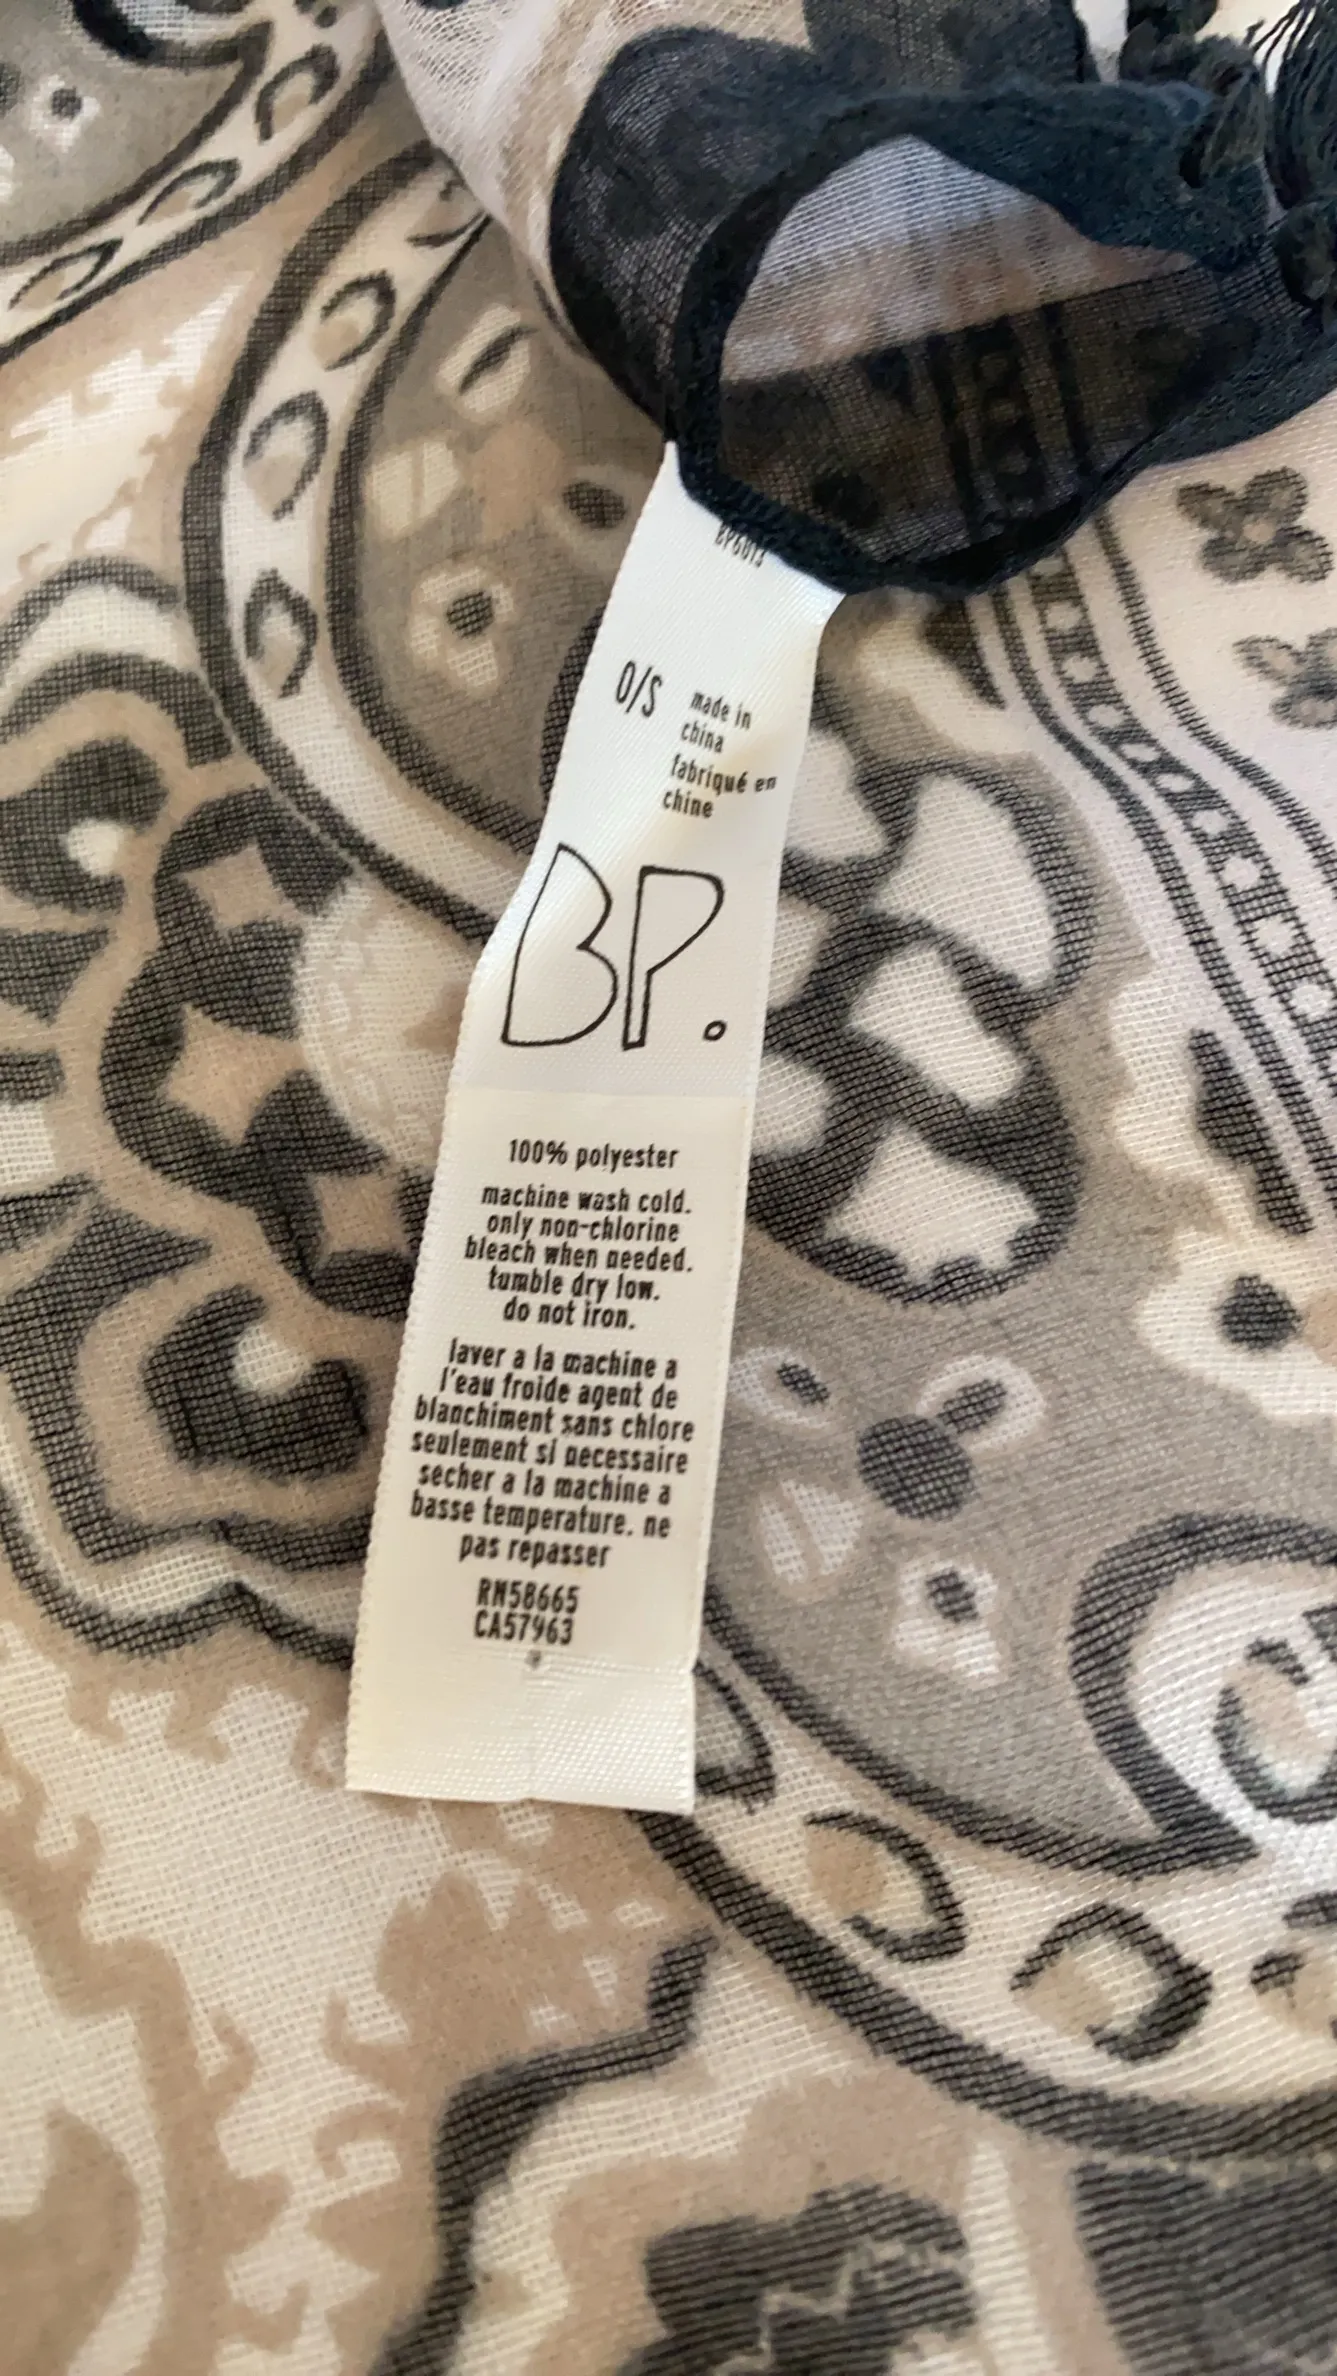 BP6013
O/S
made in
china
fabriqué en
chine
BP.
100% polyester
machine wash cold.
only non-chlorine
bleach when needed.
tumble dry low.
do not iron.
laver a la machine a
l'eau froide agent de
blanchiment sans chlore
seulement si necessaire
secher a la machine a
basse temperature. ne
pas repasser
RN58665
CA57963